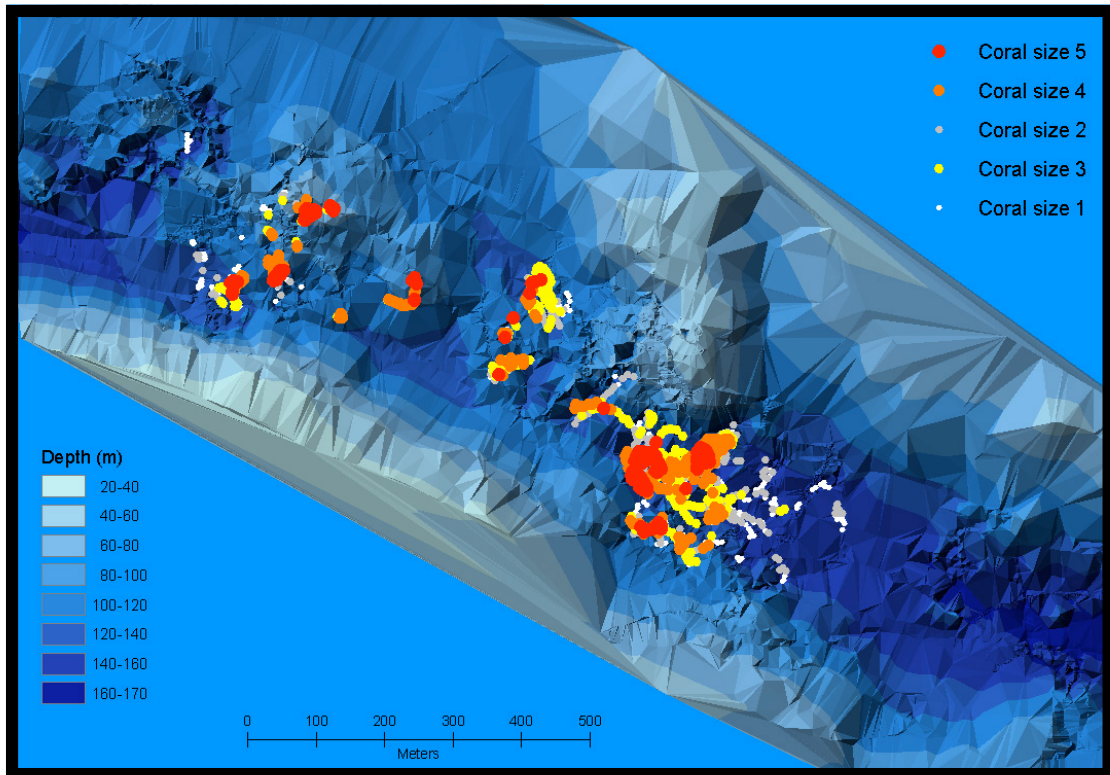 Coral size 5
Coral size 4
Coral size 2
Coral size 3
Coral size 1
Depth (m)
20-40
40-60
60-80
80-100
100-120
120-140
140-160
160-170
0 100 200 300 400 500
Meters